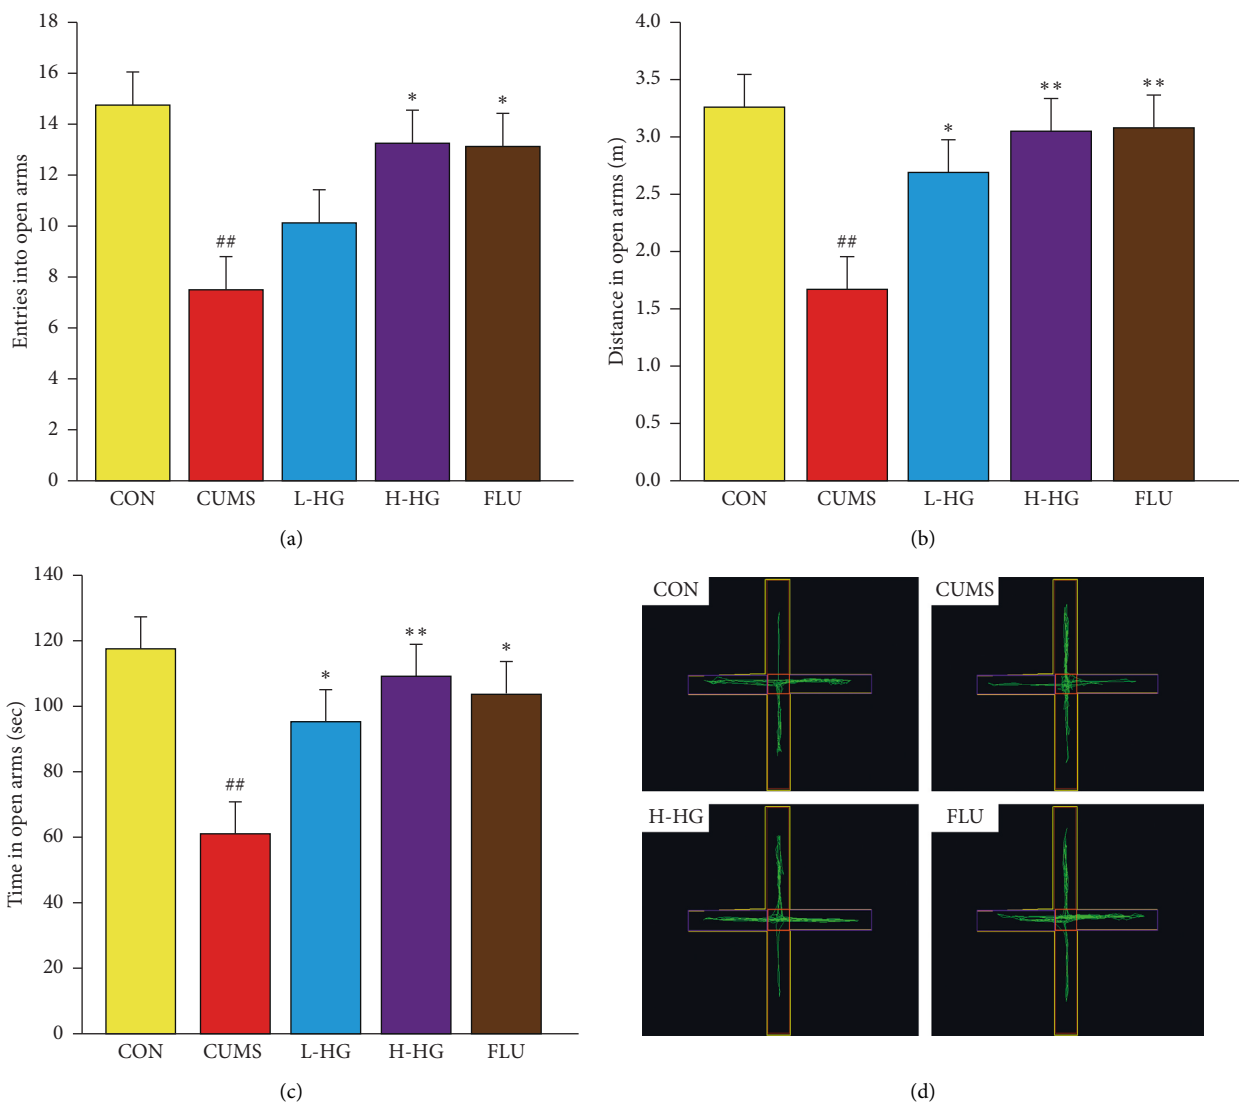 18
16
14
12
10
8
6
4
2
0
Entries into open arms
*
*
##
CON CUMS L-HG H-HG FLU
(a)
4.0
3.5
3.0
2.5
2.0
1.5
1.0
0.5
0.0
Distance in open arms (m)
**
**
*
##
CON CUMS L-HG H-HG FLU
(b)
140
120
100
80
60
40
20
0
Time in open arms (sec)
**
*
*
##
CON CUMS L-HG H-HG FLU
(c)
CON
CUMS
H-HG
FLU
(d)